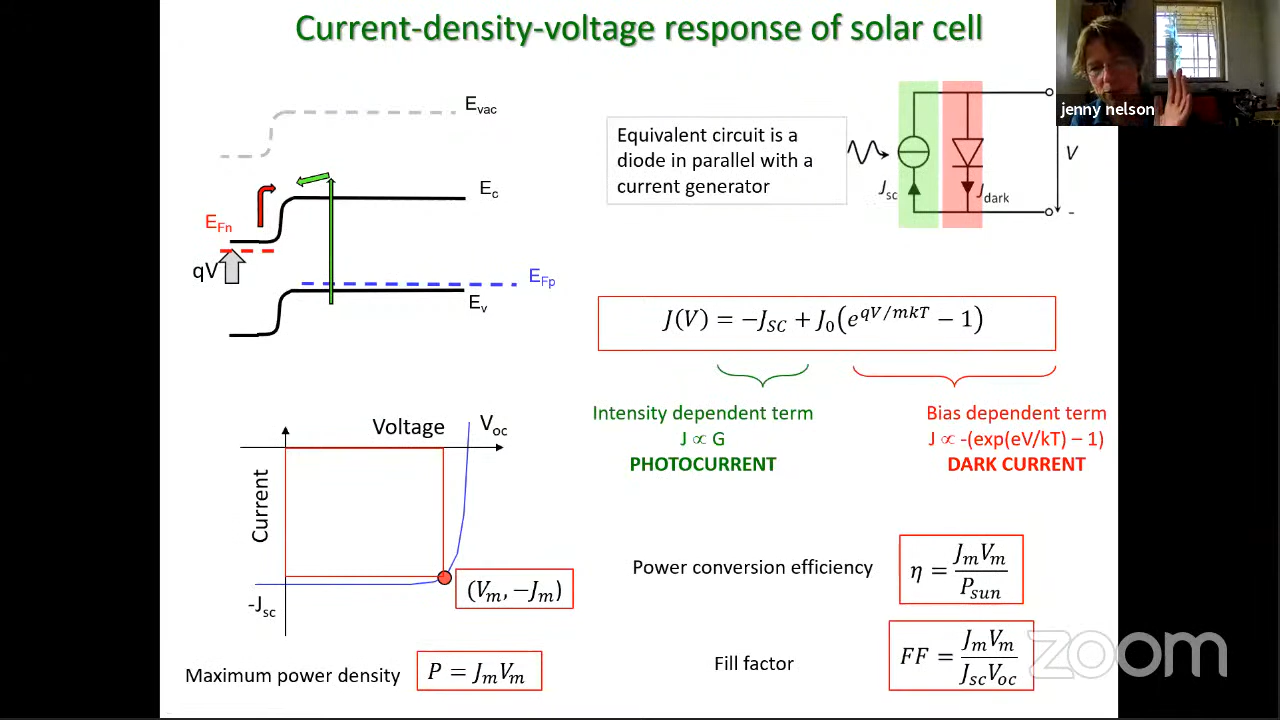 Current-density-voltage response of solar cell
jenny nelson
E_vac
E_c
E_Fn
qV
E_Fp
E_v
Equivalent circuit is a
diode in parallel with a
current generator
J_sc
J_dark
V
-
J(V) = −J_SC + J_0(e^{qV/mkT} − 1)
Intensity dependent term
J ∝ G
PHOTOCURRENT
Bias dependent term
J ∝ -(exp(eV/kT) – 1)
DARK CURRENT
Voltage
V_oc
Current
-J_sc
(V_m, −J_m)
Maximum power density
P = J_m V_m
Power conversion efficiency
η = J_m V_m / P_sun
Fill factor
FF = J_m V_m / J_sc V_oc
zoom